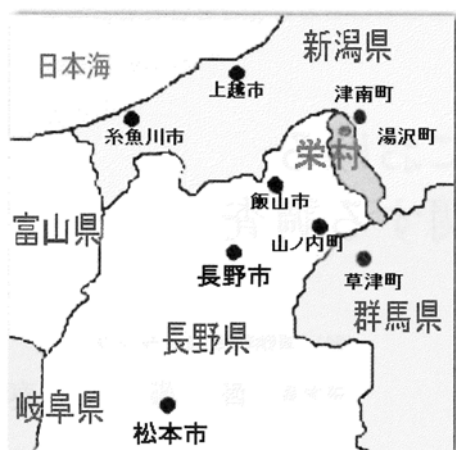 新潟県
日本海
上越市
津南町
糸魚川市
湯沢町
栄村
飯山市
富山県
山ノ内町
長野市
草津町
群馬県
長野県
岐阜県
松本市